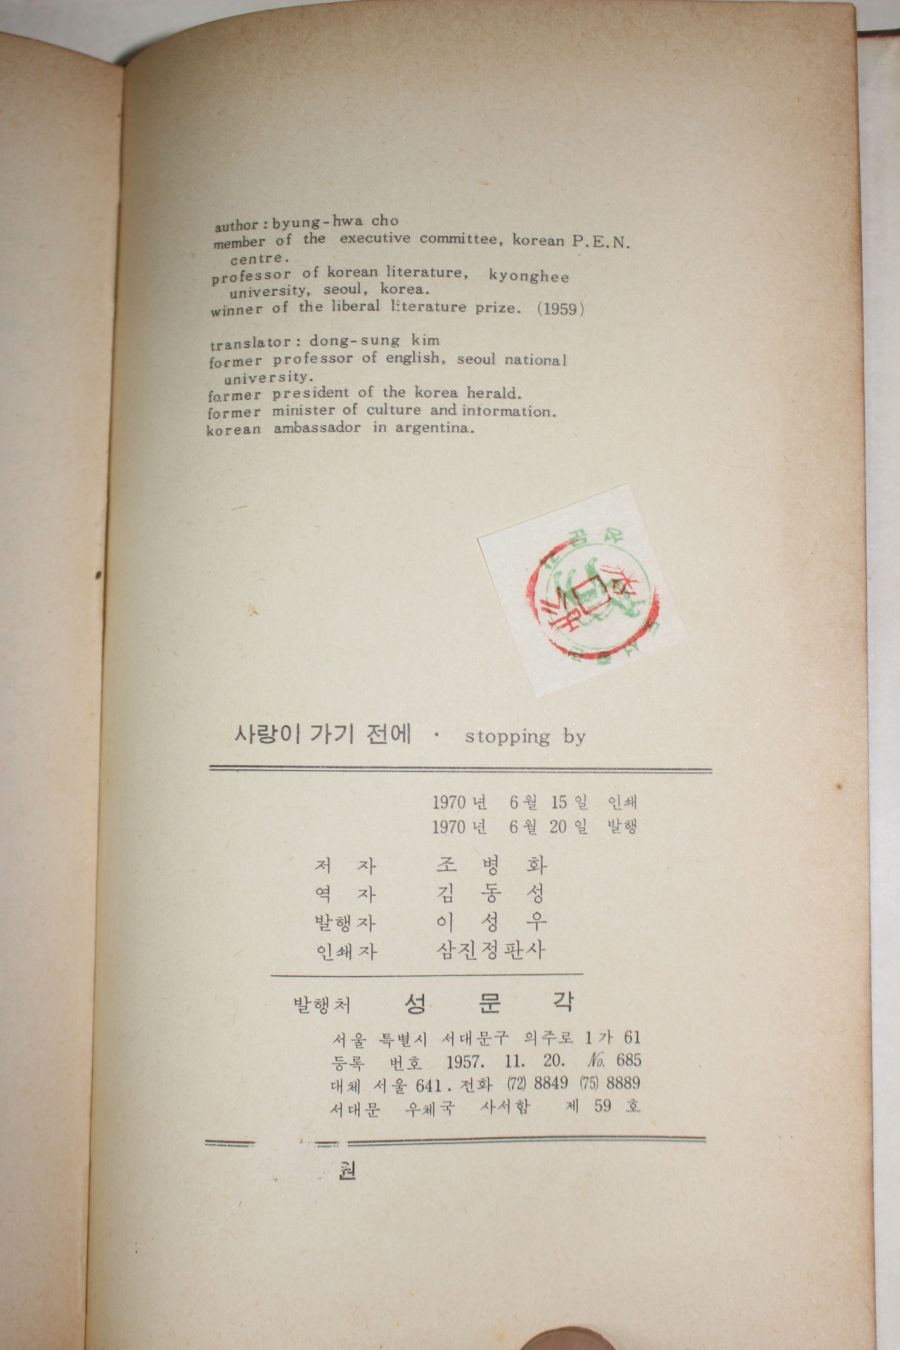 author : byung-hwa cho
member of the executive committee, korean P.E.N.
centre.
professor of korean literature, kyonghee
university, seoul, korea.
winner of the liberal literature prize. (1959)
translator : dong-sung kim
former professor of english, seoul national
university.
former president of the korea herald.
former minister of culture and information.
korean ambassador in argentina.
사랑이 가기 전에 · stopping by
1970 년 6 월 15 일 인쇄
1970 년 6 월 20 일 발행
저 자 조 병 화
역 자 김 동 성
발행자 이 성 우
인쇄자 삼진정판사
발행처 성 문 각
서울 특별시 서대문구 의주로 1 가 61
등록 번호 1957. 11. 20. No. 685
대체 서울 641 . 전화 (72) 8849 (75) 8889
서대문 우체국 사서함 제 59 호
권